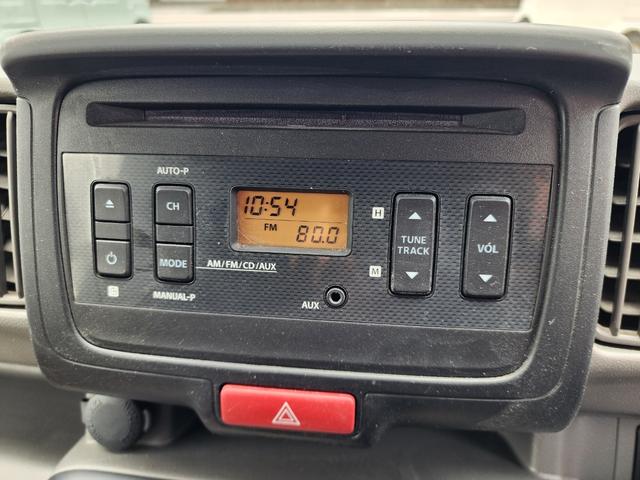 AUTO-P
CH
10:54
FM 80.0
H
TUNE
TRACK
VOL
MODE
AM/FM/CD/AUX
M
MANUAL-P
AUX